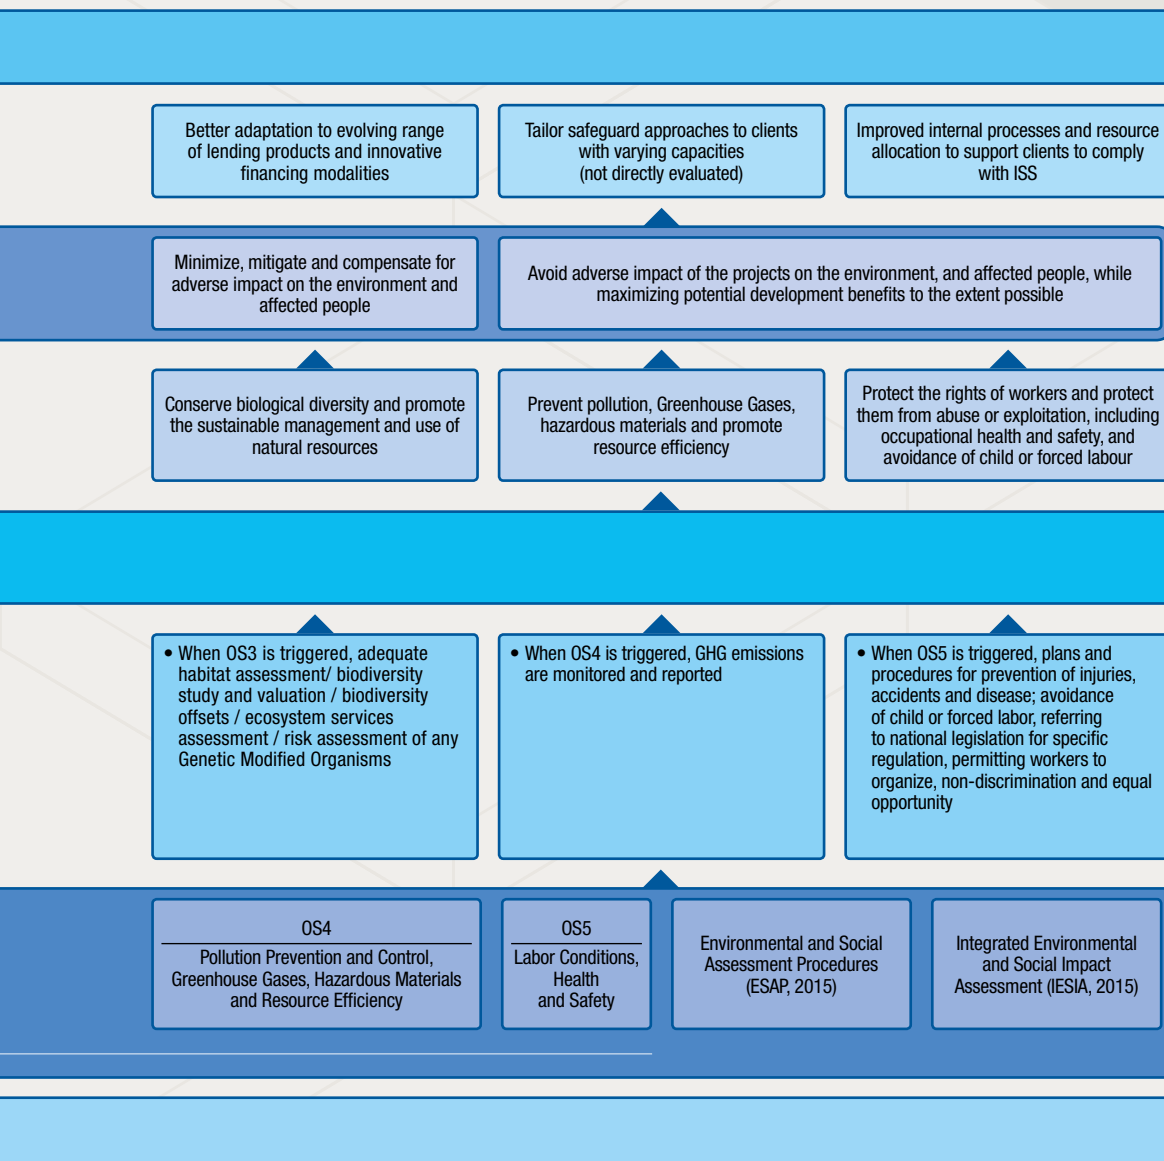 Better adaptation to evolving range
of lending products and innovative
financing modalities
Tailor safeguard approaches to clients
with varying capacities
(not directly evaluated)
Improved internal processes and resource
allocation to support clients to comply
with ISS
Minimize, mitigate and compensate for
adverse impact on the environment and
affected people
Avoid adverse impact of the projects on the environment, and affected people, while
maximizing potential development benefits to the extent possible
Conserve biological diversity and promote
the sustainable management and use of
natural resources
Prevent pollution, Greenhouse Gases,
hazardous materials and promote
resource efficiency
Protect the rights of workers and protect
them from abuse or exploitation, including
occupational health and safety, and
avoidance of child or forced labour
• When OS3 is triggered, adequate
habitat assessment/ biodiversity
study and valuation / biodiversity
offsets / ecosystem services
assessment / risk assessment of any
Genetic Modified Organisms
• When OS4 is triggered, GHG emissions
are monitored and reported
• When OS5 is triggered, plans and
procedures for prevention of injuries,
accidents and disease; avoidance
of child or forced labor, referring
to national legislation for specific
regulation, permitting workers to
organize, non-discrimination and equal
opportunity
OS4
Pollution Prevention and Control,
Greenhouse Gases, Hazardous Materials
and Resource Efficiency
OS5
Labor Conditions,
Health
and Safety
Environmental and Social
Assessment Procedures
(ESAP, 2015)
Integrated Environmental
and Social Impact
Assessment (IESIA, 2015)